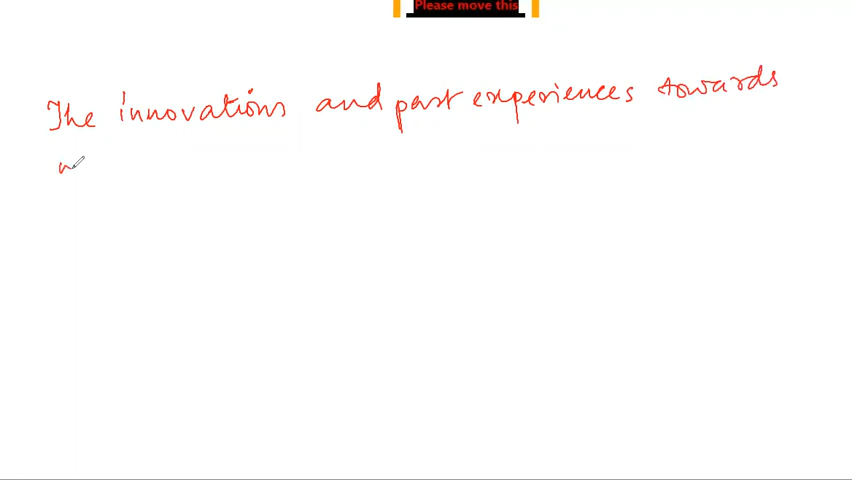 Please move this
The innovations and past experiences towards